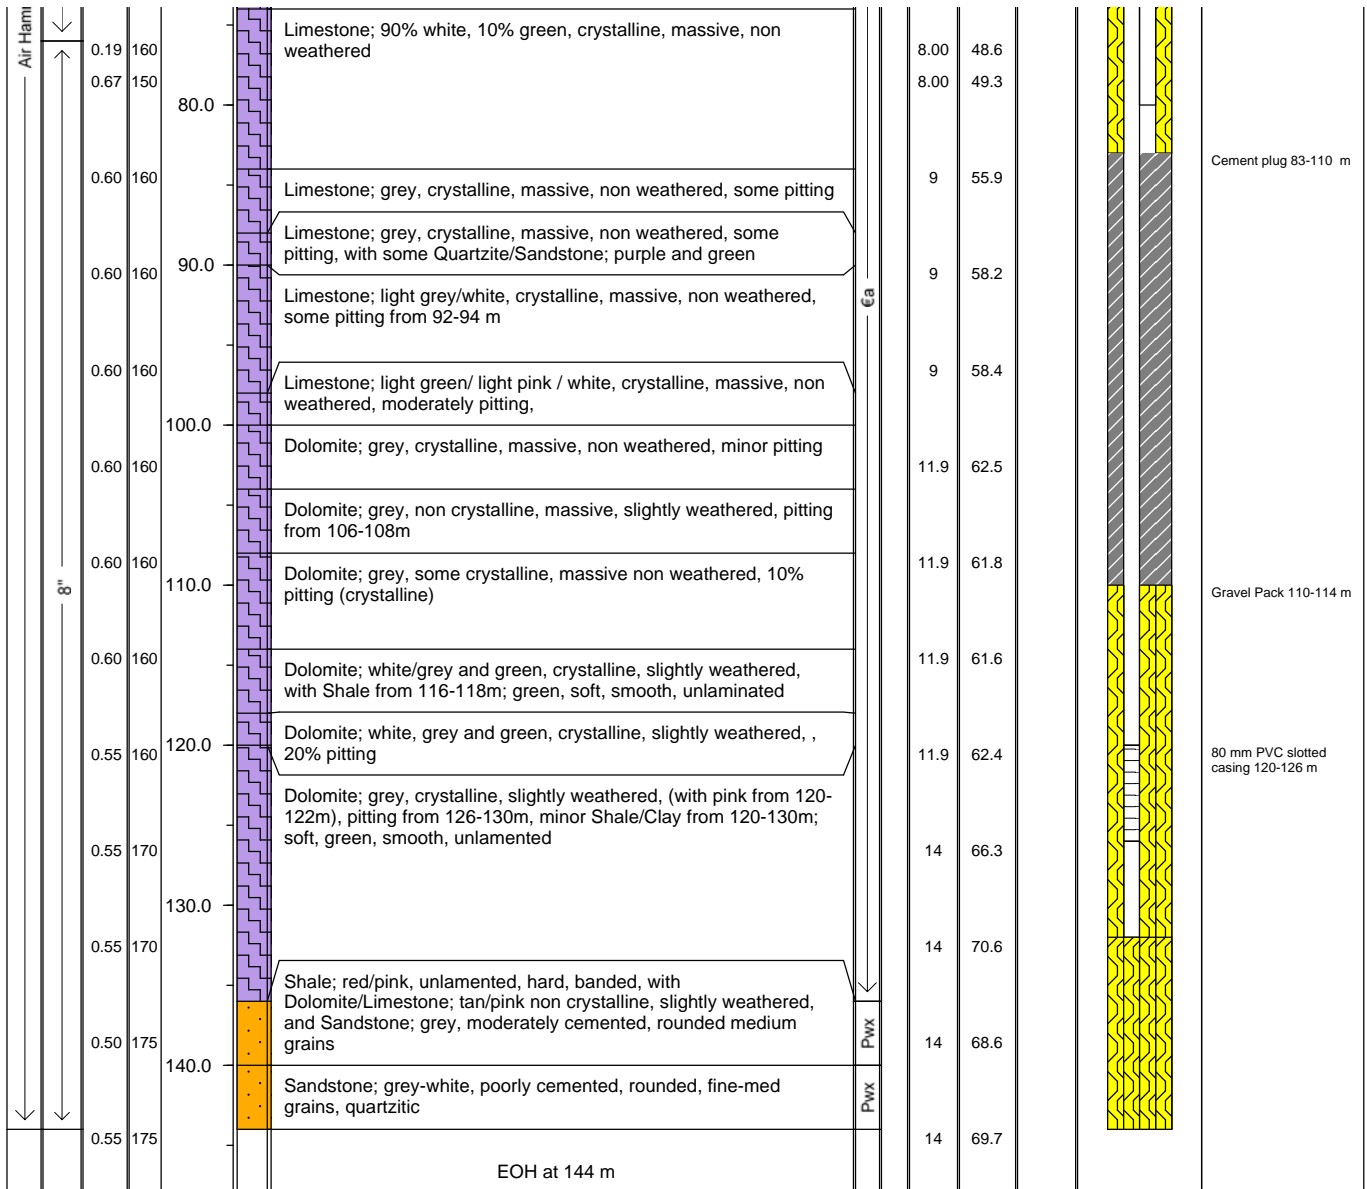 Air Ham
Limestone; 90% white, 10% green, crystalline, massive, non
weathered
0.19 160 8.00 48.6
0.67 150 8.00 49.3
80.0
Cement plug 83-110 m
0.60 160 9 55.9
Limestone; grey, crystalline, massive, non weathered, some pitting
Limestone; grey, crystalline, massive, non weathered, some
pitting, with some Quartzite/Sandstone; purple and green
90.0
0.60 160 9 58.2
Limestone; light grey/white, crystalline, massive, non weathered,
some pitting from 92-94 m
Єa
0.60 160 9 58.4
Limestone; light green/ light pink / white, crystalline, massive, non
weathered, moderately pitting,
100.0
Dolomite; grey, crystalline, massive, non weathered, minor pitting
0.60 160 11.9 62.5
Dolomite; grey, non crystalline, massive, slightly weathered, pitting
from 106-108m
0.60 160 11.9 61.8
Dolomite; grey, some crystalline, massive non weathered, 10%
pitting (crystalline)
110.0
8"
Gravel Pack 110-114 m
0.60 160 11.9 61.6
Dolomite; white/grey and green, crystalline, slightly weathered,
with Shale from 116-118m; green, soft, smooth, unlaminated
Dolomite; white, grey and green, crystalline, slightly weathered, ,
20% pitting
120.0
0.55 160 11.9 62.4
80 mm PVC slotted
casing 120-126 m
Dolomite; grey, crystalline, slightly weathered, (with pink from 120-
122m), pitting from 126-130m, minor Shale/Clay from 120-130m;
soft, green, smooth, unlamented
0.55 170 14 66.3
130.0
0.55 170 14 70.6
Shale; red/pink, unlamented, hard, banded, with
Dolomite/Limestone; tan/pink non crystalline, slightly weathered,
and Sandstone; grey, moderately cemented, rounded medium
grains
Pwx
0.50 175 14 68.6
140.0
Sandstone; grey-white, poorly cemented, rounded, fine-med
grains, quartzitic
Pwx
0.55 175 14 69.7
EOH at 144 m